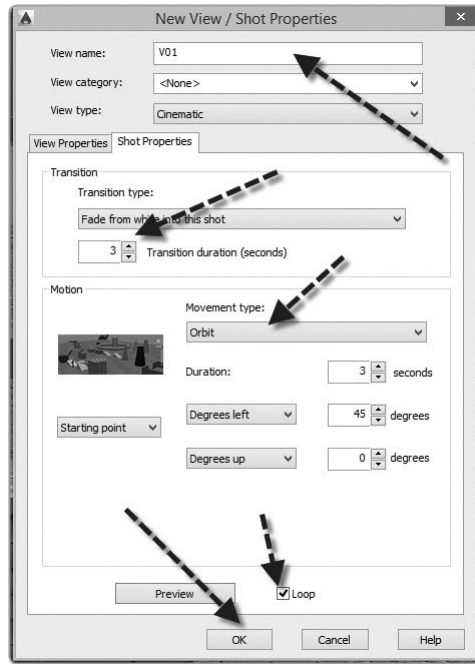 New View / Shot Properties
View name: V01
View category: <None>
View type: Cinematic
View Properties Shot Properties
Transition
Transition type:
Fade from white into this shot
3 Transition duration (seconds)
Motion
Movement type:
Orbit
Duration: 3 seconds
Starting point
Degrees left 45 degrees
Degrees up 0 degrees
Preview Loop
OK Cancel Help